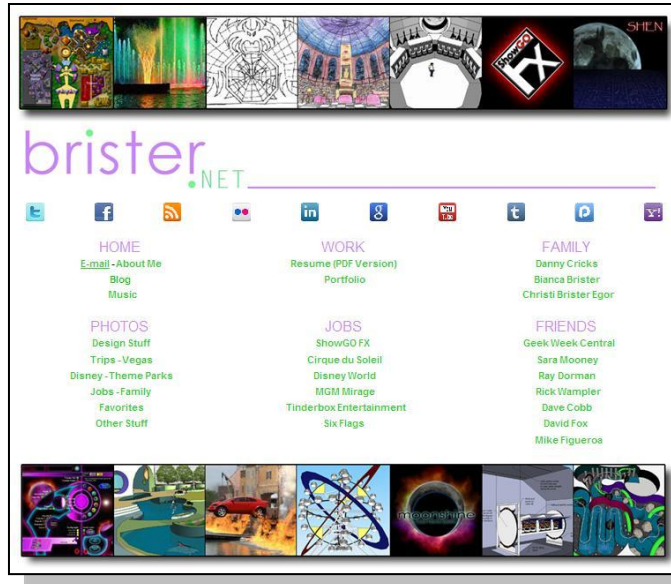 SHEN
ShowGO
FX
brister.NET
You
Tube
HOME
E-mail - About Me
Blog
Music
WORK
Resume (PDF Version)
Portfolio
FAMILY
Danny Cricks
Bianca Brister
Christi Brister Egor
PHOTOS
Design Stuff
Trips - Vegas
Disney - Theme Parks
Jobs - Family
Favorites
Other Stuff
JOBS
ShowGO FX
Cirque du Soleil
Disney World
MGM Mirage
Tinderbox Entertainment
Six Flags
FRIENDS
Geek Week Central
Sara Mooney
Ray Dorman
Rick Wampler
Dave Cobb
David Fox
Mike Figueroa
moonshine